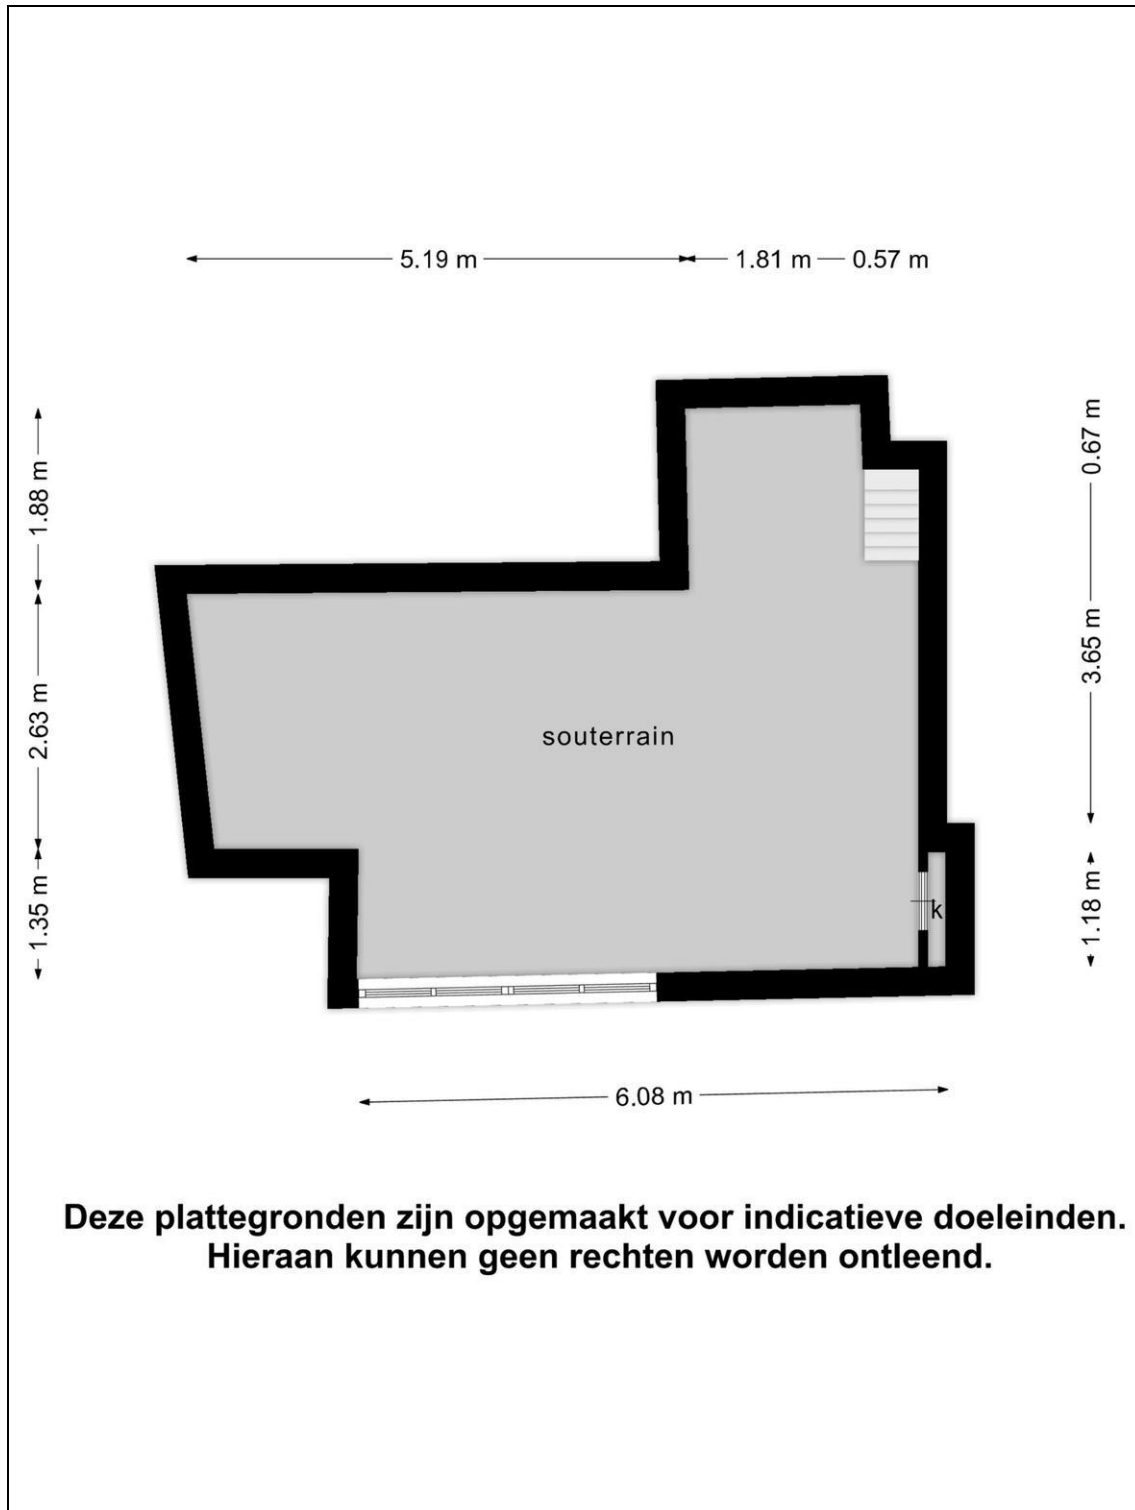 5.19 m
1.81 m
0.57 m
1.88 m
2.63 m
1.35 m
0.67 m
3.65 m
1.18 m
souterrain
k
6.08 m
Deze plattegronden zijn opgemaakt voor indicatieve doeleinden.
Hieraan kunnen geen rechten worden ontleend.